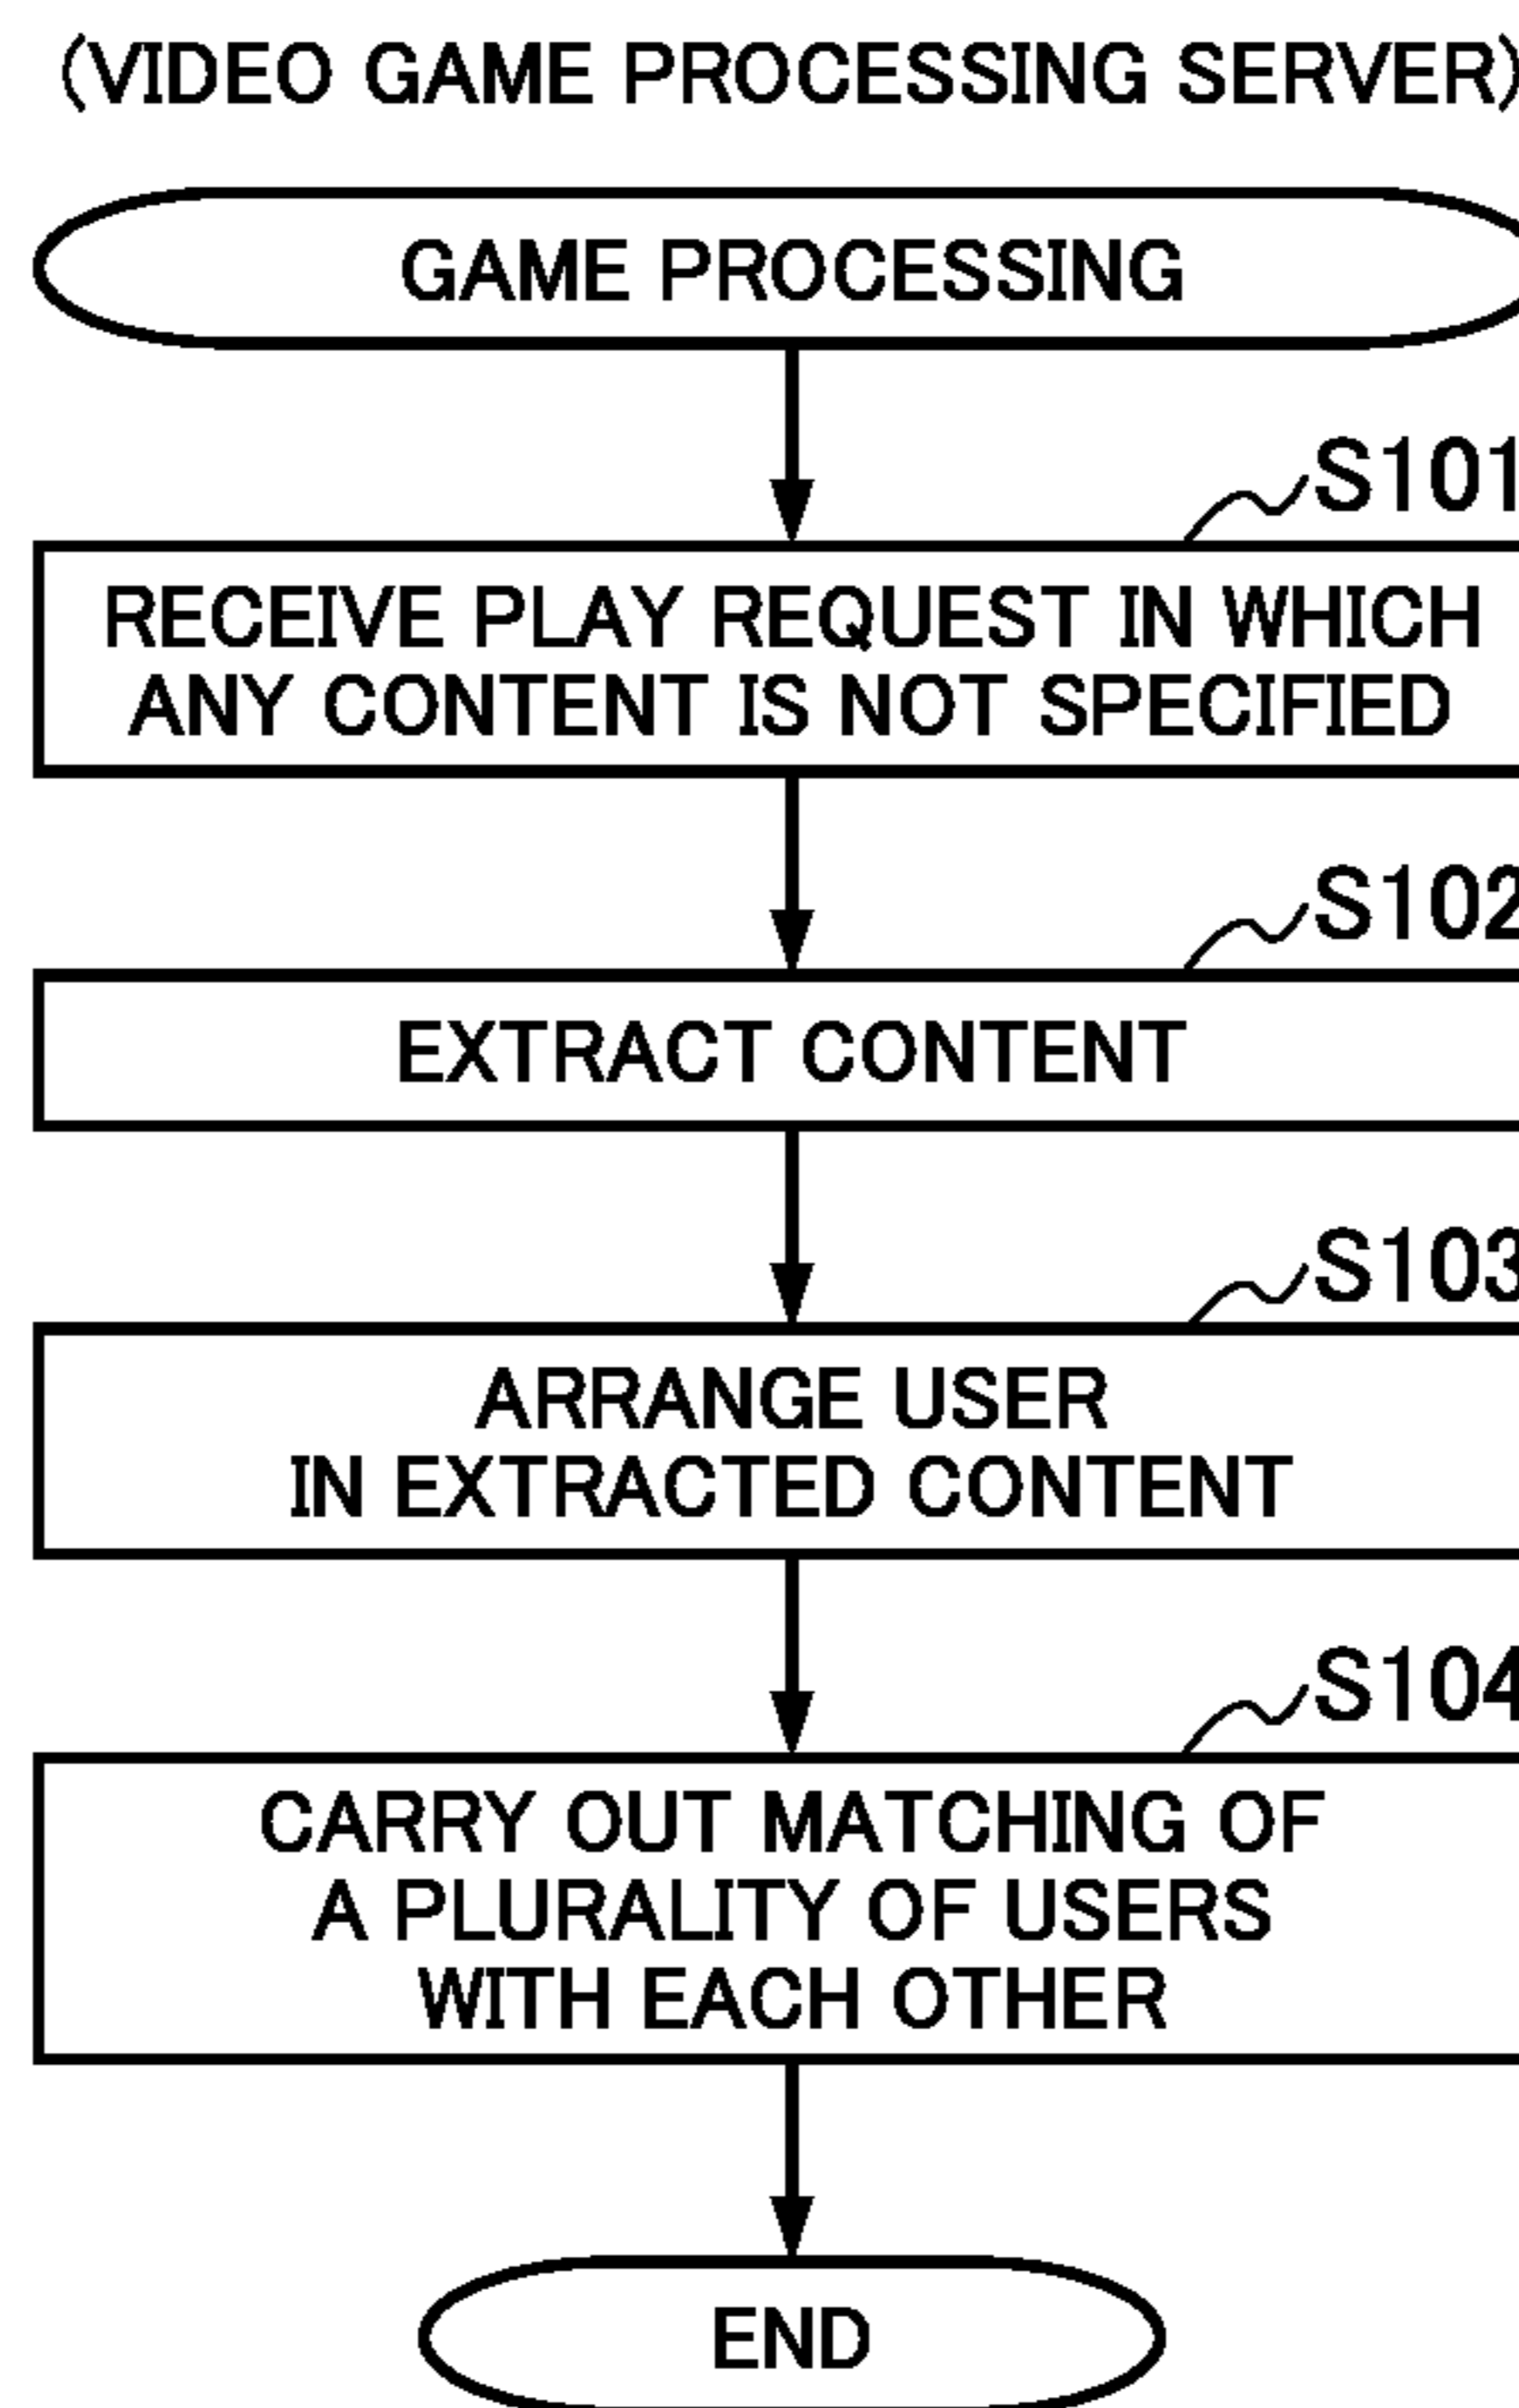 (VIDEO GAME PROCESSING SERVER)
GAME PROCESSING
S101
RECEIVE PLAY REQUEST IN WHICH
ANY CONTENT IS NOT SPECIFIED
S102
EXTRACT CONTENT
S103
ARRANGE USER
IN EXTRACTED CONTENT
S104
CARRY OUT MATCHING OF
A PLURALITY OF USERS
WITH EACH OTHER
END